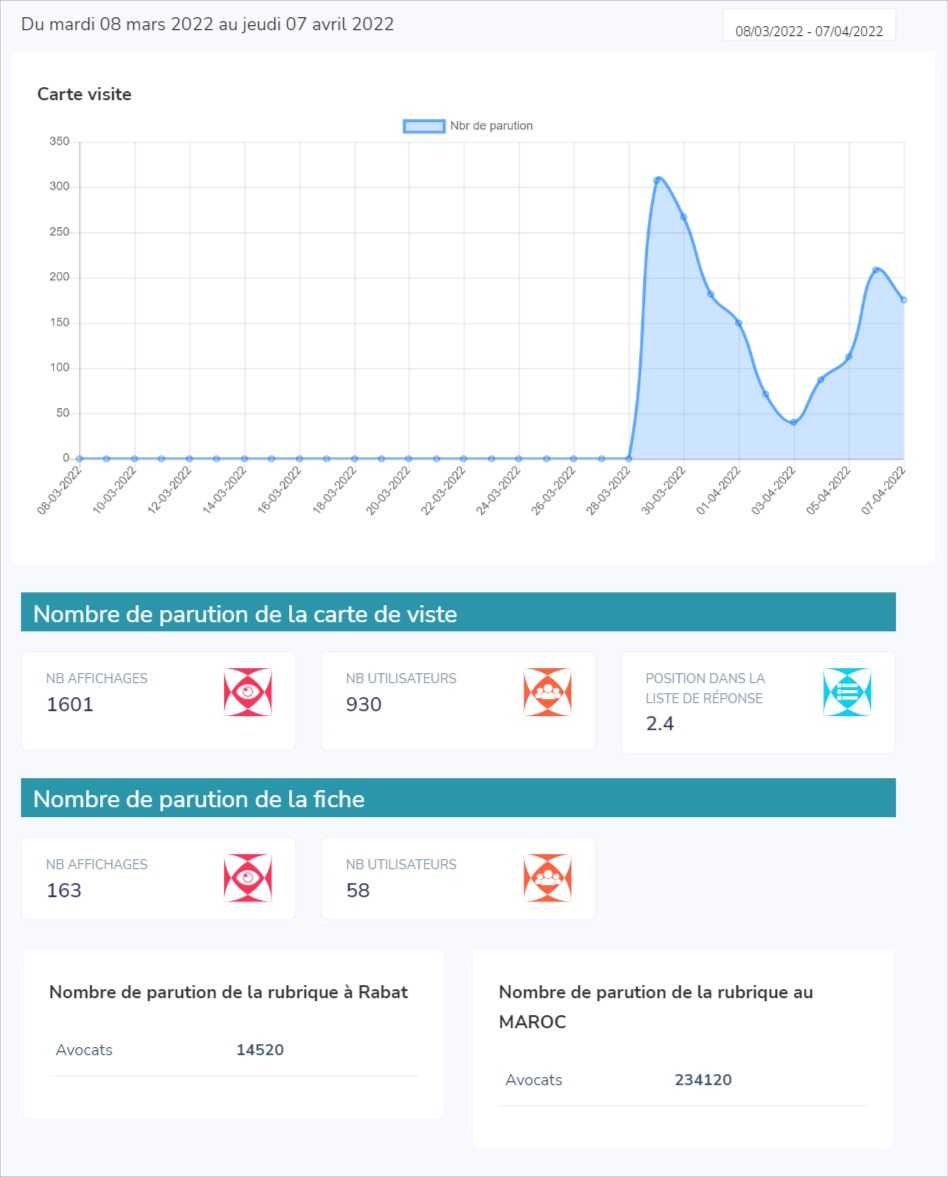 Du mardi 08 mars 2022 au jeudi 07 avril 2022
08/03/2022 - 07/04/2022
Carte visite
Nbr de parution
350
300
250
200
150
100
50
0
08-03-2022
10-03-2022
12-03-2022
14-03-2022
16-03-2022
18-03-2022
20-03-2022
22-03-2022
24-03-2022
26-03-2022
28-03-2022
30-03-2022
01-04-2022
03-04-2022
05-04-2022
07-04-2022
Nombre de parution de la carte de viste
NB AFFICHAGES
1601
NB UTILISATEURS
930
POSITION DANS LA
LISTE DE RÉPONSE
2.4
Nombre de parution de la fiche
NB AFFICHAGES
163
NB UTILISATEURS
58
Nombre de parution de la rubrique à Rabat
Avocats 14520
Nombre de parution de la rubrique au
MAROC
Avocats 234120